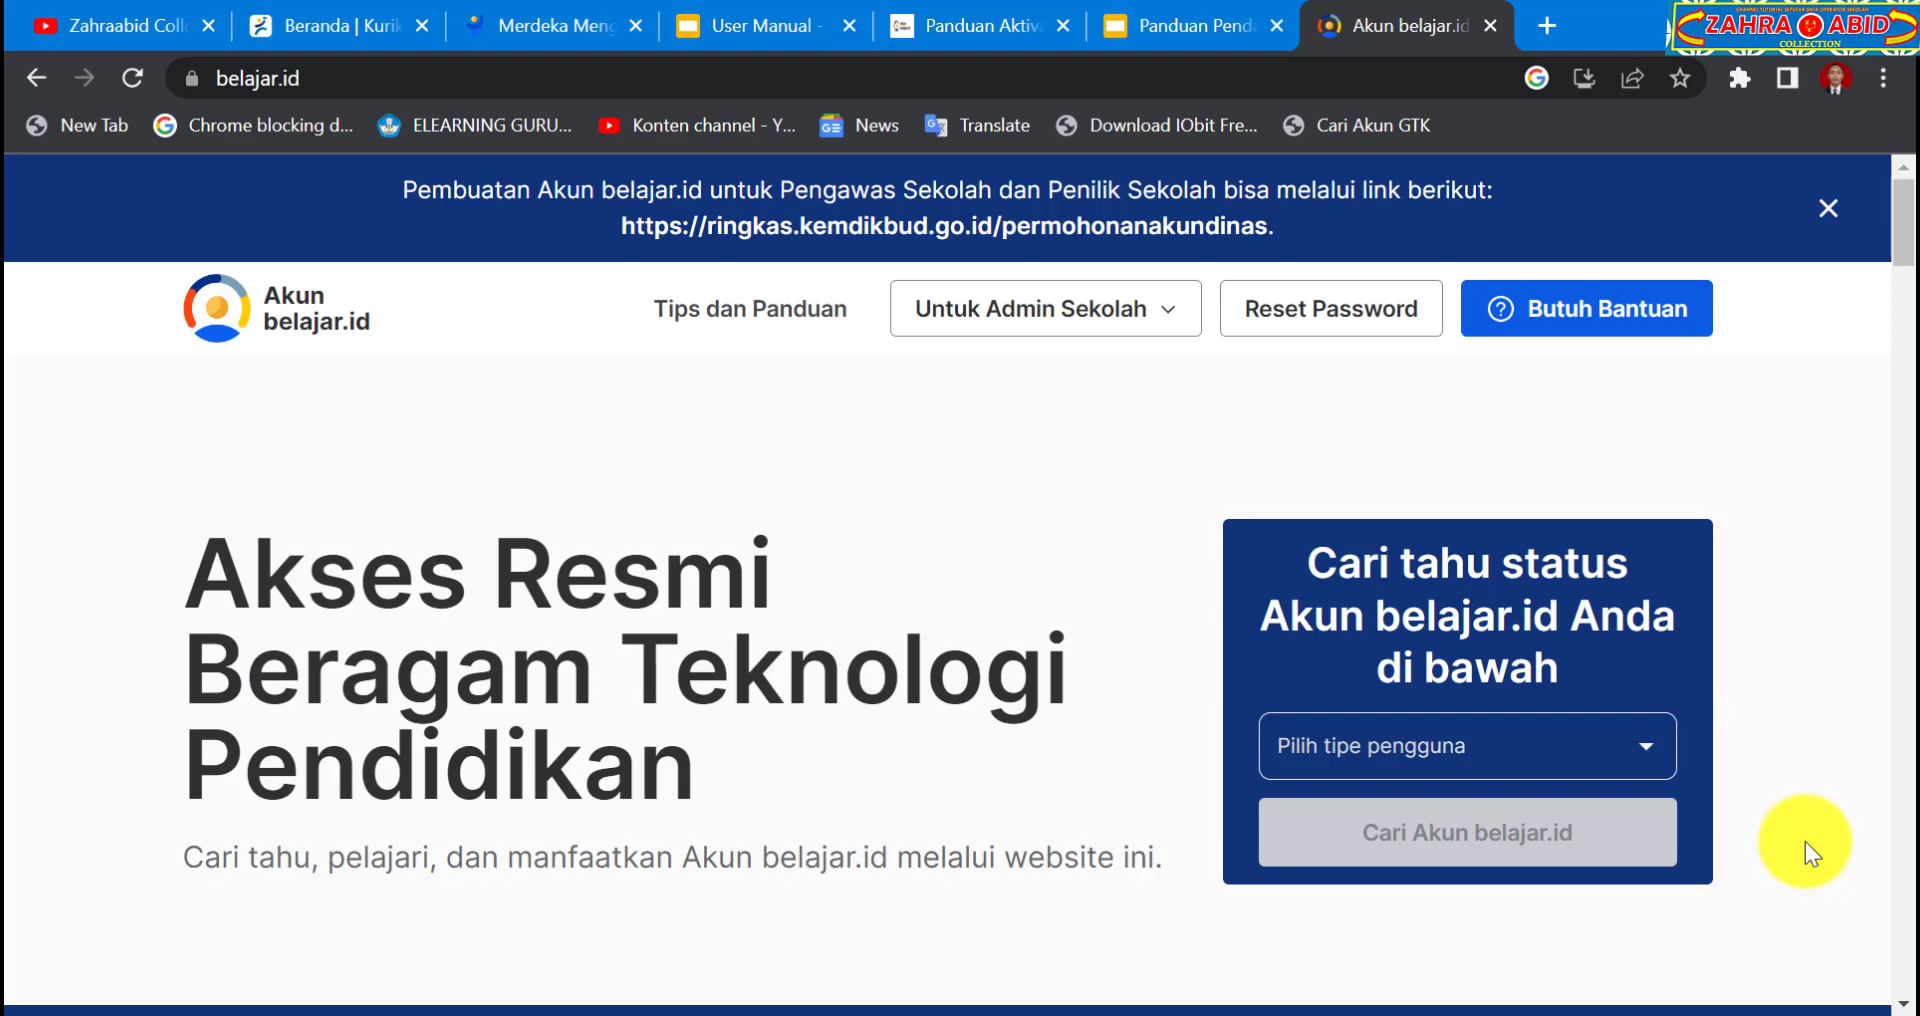 Zahraabid Coll
Beranda | Kurik
Merdeka Meng
User Manual -
Panduan Aktiva
Panduan Penda
Akun belajar.id
ZAHRA ABID
COLLECTION
belajar.id
New Tab
Chrome blocking d...
ELEARNING GURU...
Konten channel - Y...
News
Translate
Download IObit Fre...
Cari Akun GTK
Pembuatan Akun belajar.id untuk Pengawas Sekolah dan Penilik Sekolah bisa melalui link berikut:
https://ringkas.kemdikbud.go.id/permohonanakundinas.
Akun
belajar.id
Tips dan Panduan
Untuk Admin Sekolah
Reset Password
Butuh Bantuan
Akses Resmi
Beragam Teknologi
Pendidikan
Cari tahu, pelajari, dan manfaatkan Akun belajar.id melalui website ini.
Cari tahu status
Akun belajar.id Anda
di bawah
Pilih tipe pengguna
Cari Akun belajar.id